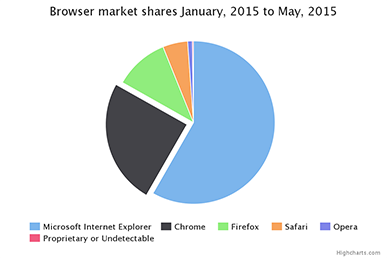 Browser market shares January, 2015 to May, 2015
Microsoft Internet Explorer Chrome Firefox Safari Opera
Proprietary or Undetectable
Highcharts.com